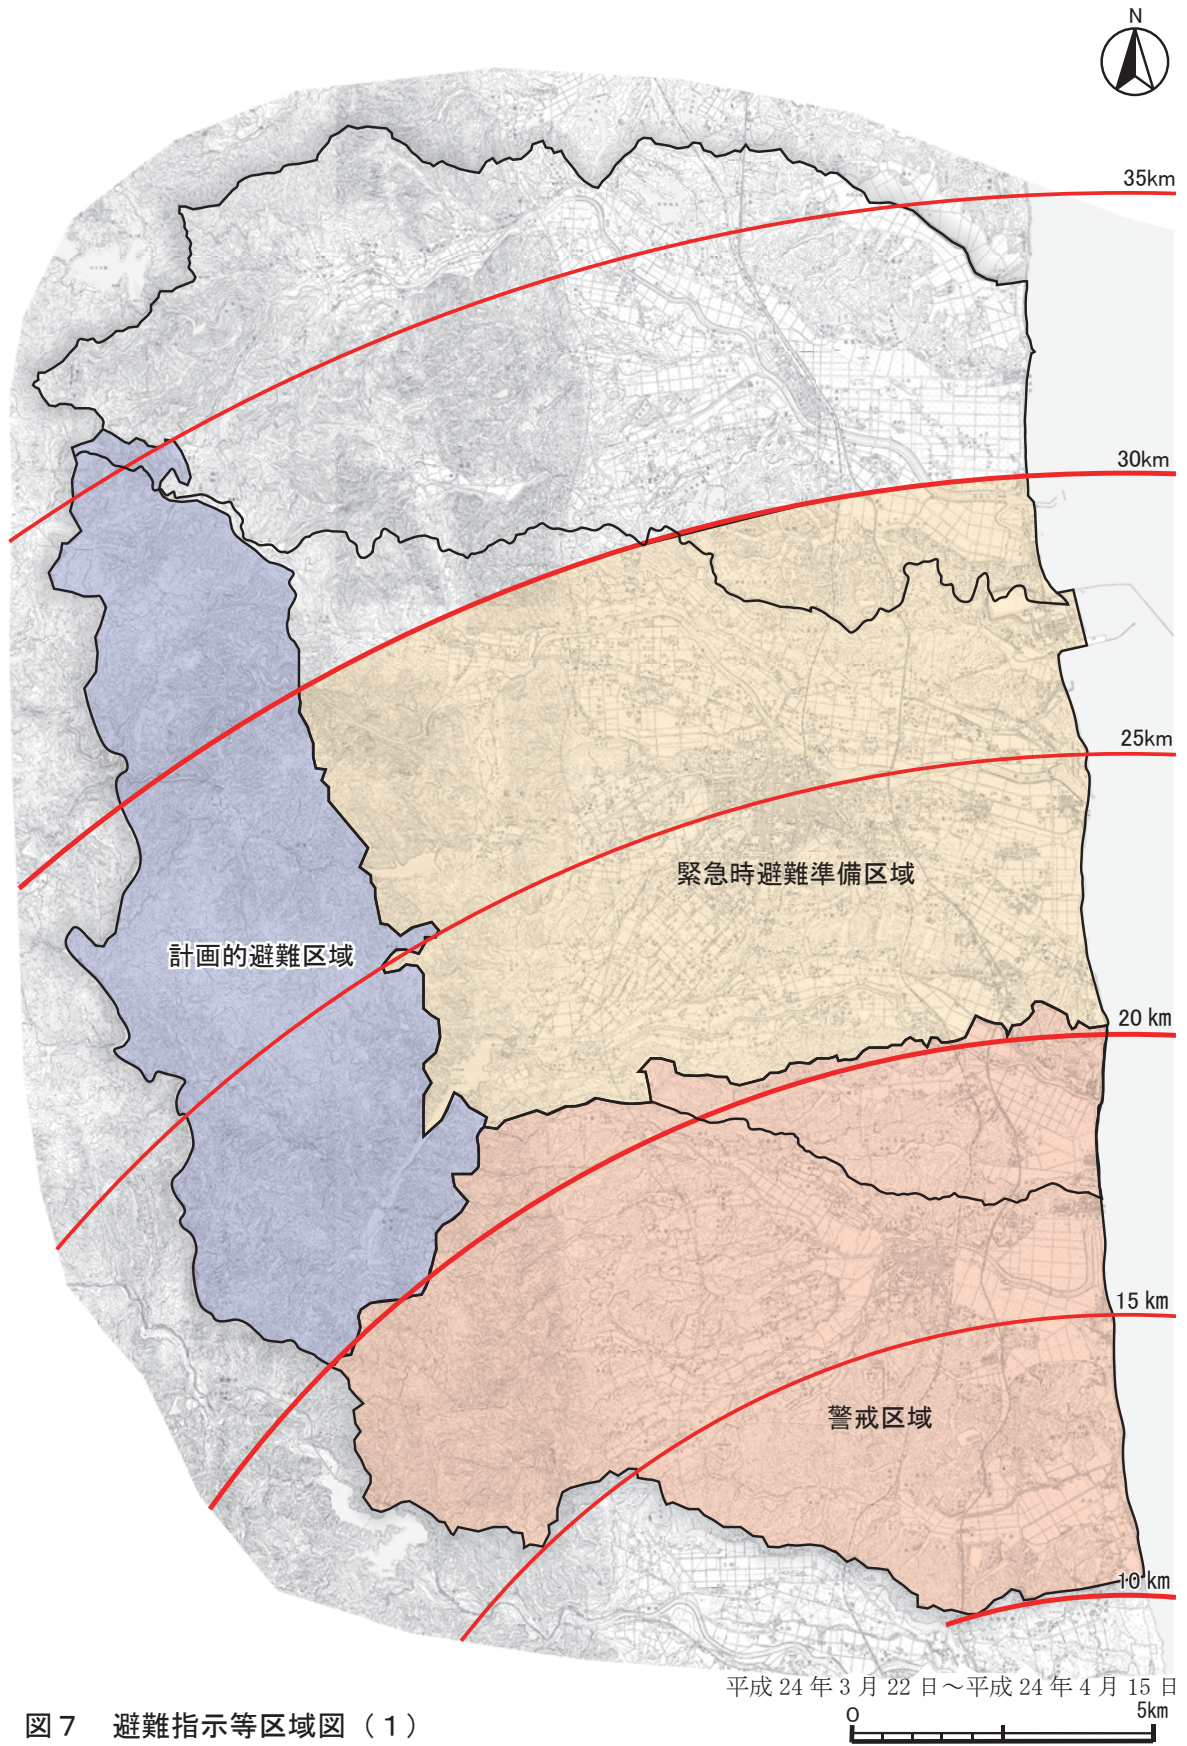 N
35km
30km
25km
緊急時避難準備区域
計画的避難区域
20 km
15 km
警戒区域
10 km
平成 24 年 3 月 22 日～平成 24 年 4 月 15 日
図７　避難指示等区域図（１）
0 5km